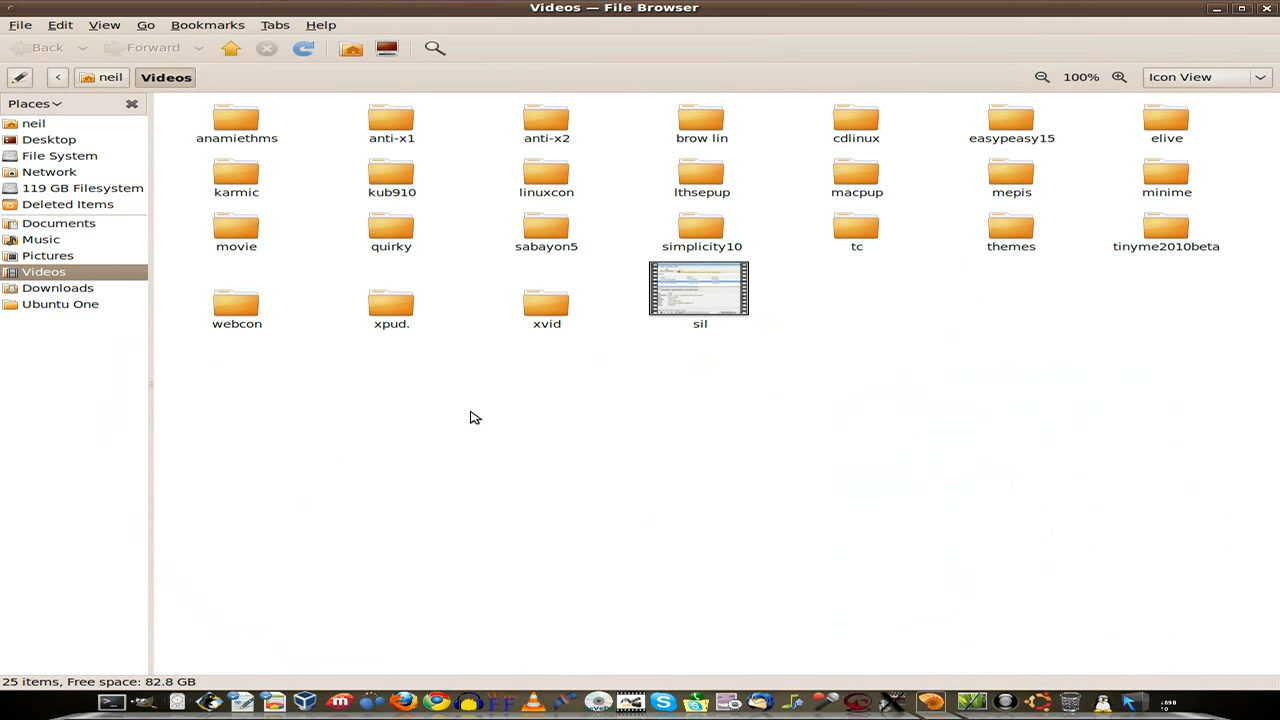 Videos — File Browser
File Edit View Go Bookmarks Tabs Help
Back Forward
neil Videos 100% Icon View
Places
neil
Desktop
File System
Network
119 GB Filesystem
Deleted Items
Documents
Music
Pictures
Videos
Downloads
Ubuntu One
anamiethms anti-x1 anti-x2 brow lin cdlinux easypeasy15 elive
karmic kub910 linuxcon lthsepup macpup mepis minime
movie quirky sabayon5 simplicity10 tc themes tinyme2010beta
webcon xpud. xvid sil
25 items, Free space: 82.8 GB